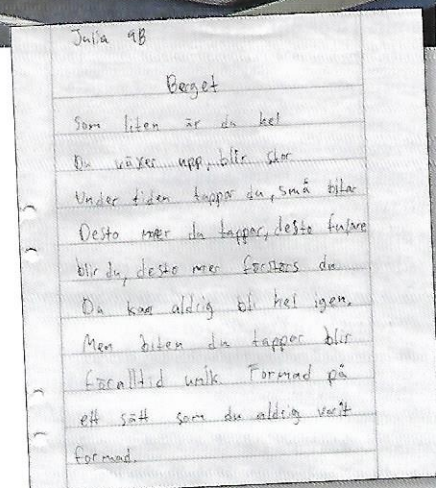 Julia 9B
Berget
Som liten är du hel
Du växer upp, blir stor
Under tiden tappar du, små bitar
Desto mer du tappar, desto fulare
blir du, desto mer förstörs du
Du kan aldrig bli hel igen.
Men biten du tappar blir
föralltid unik. Formad på
ett sätt som du aldrig varit
formad.